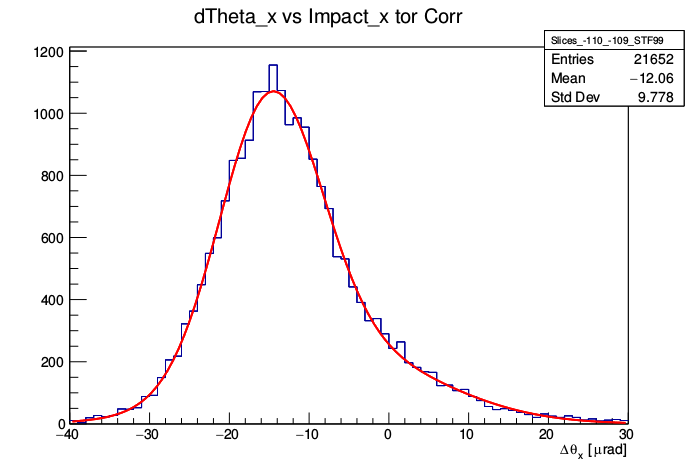 dTheta_x vs Impact_x tor Corr
Slices_-110_-109_STF99
Entries 21652
Mean −12.06
Std Dev 9.778
1200
1000
800
600
400
200
0
−40 −30 −20 −10 0 10 20 30
Δθx [μrad]